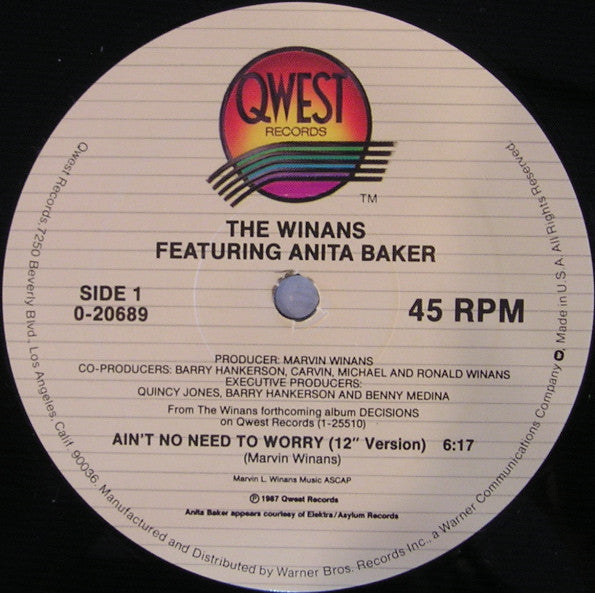 QWEST
RECORDS
TM
THE WINANS
FEATURING ANITA BAKER
SIDE 1
0-20689
45 RPM
PRODUCER: MARVIN WINANS
CO-PRODUCERS: BARRY HANKERSON, CARVIN, MICHAEL AND RONALD WINANS
EXECUTIVE PRODUCERS:
QUINCY JONES, BARRY HANKERSON AND BENNY MEDINA
From The Winans forthcoming album DECISIONS
on Qwest Records (1-25510)
AIN'T NO NEED TO WORRY (12" Version) 6:17
(Marvin Winans)
Marvin L. Winans Music ASCAP
℗ 1987 Qwest Records
Anita Baker appears courtesy of Elektra/Asylum Records
Qwest Records, 7250 Beverly Blvd., Los Angeles, Calif. 90036, Manufactured and Distributed by Warner Bros. Records Inc., a Warner Communications Company, Made in U.S.A. All Rights Reserved.